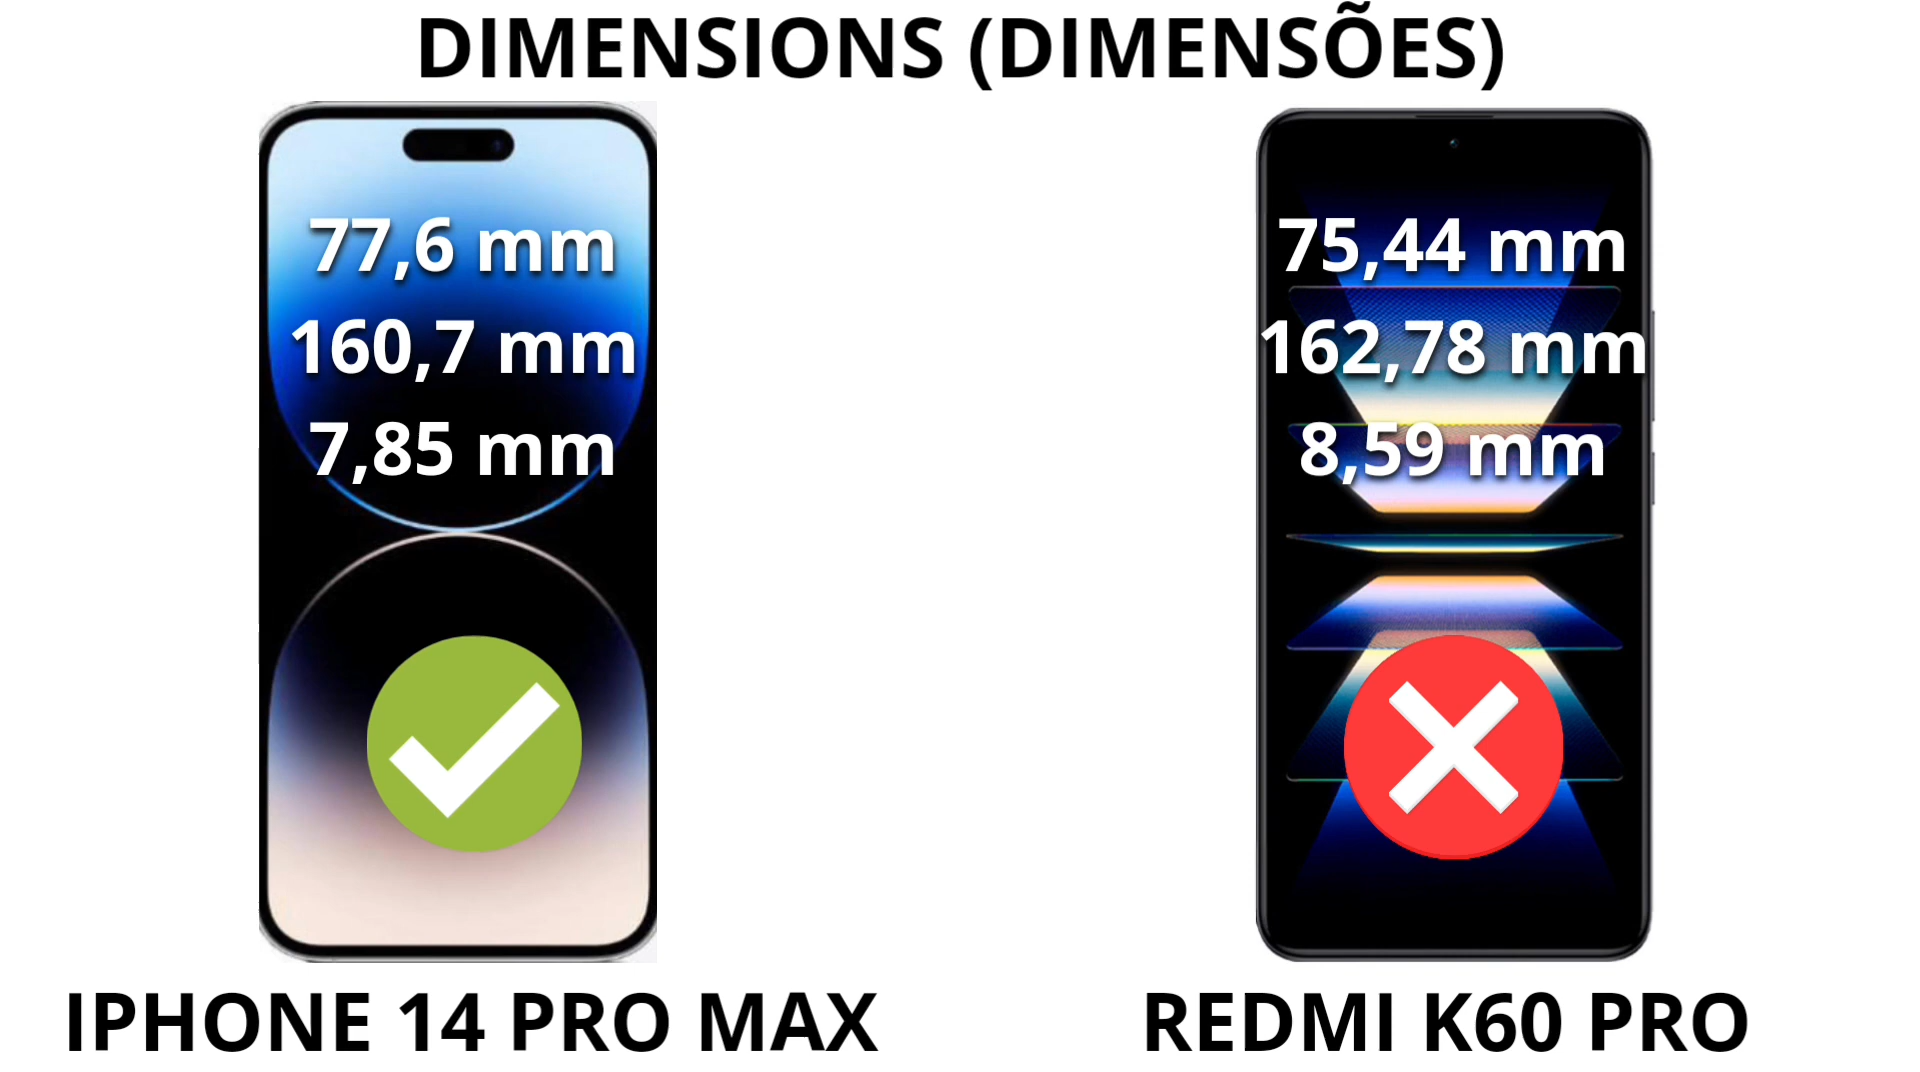 DIMENSIONS (DIMENSÕES)
77,6 mm
160,7 mm
7,85 mm
75,44 mm
162,78 mm
8,59 mm
IPHONE 14 PRO MAX
REDMI K60 PRO